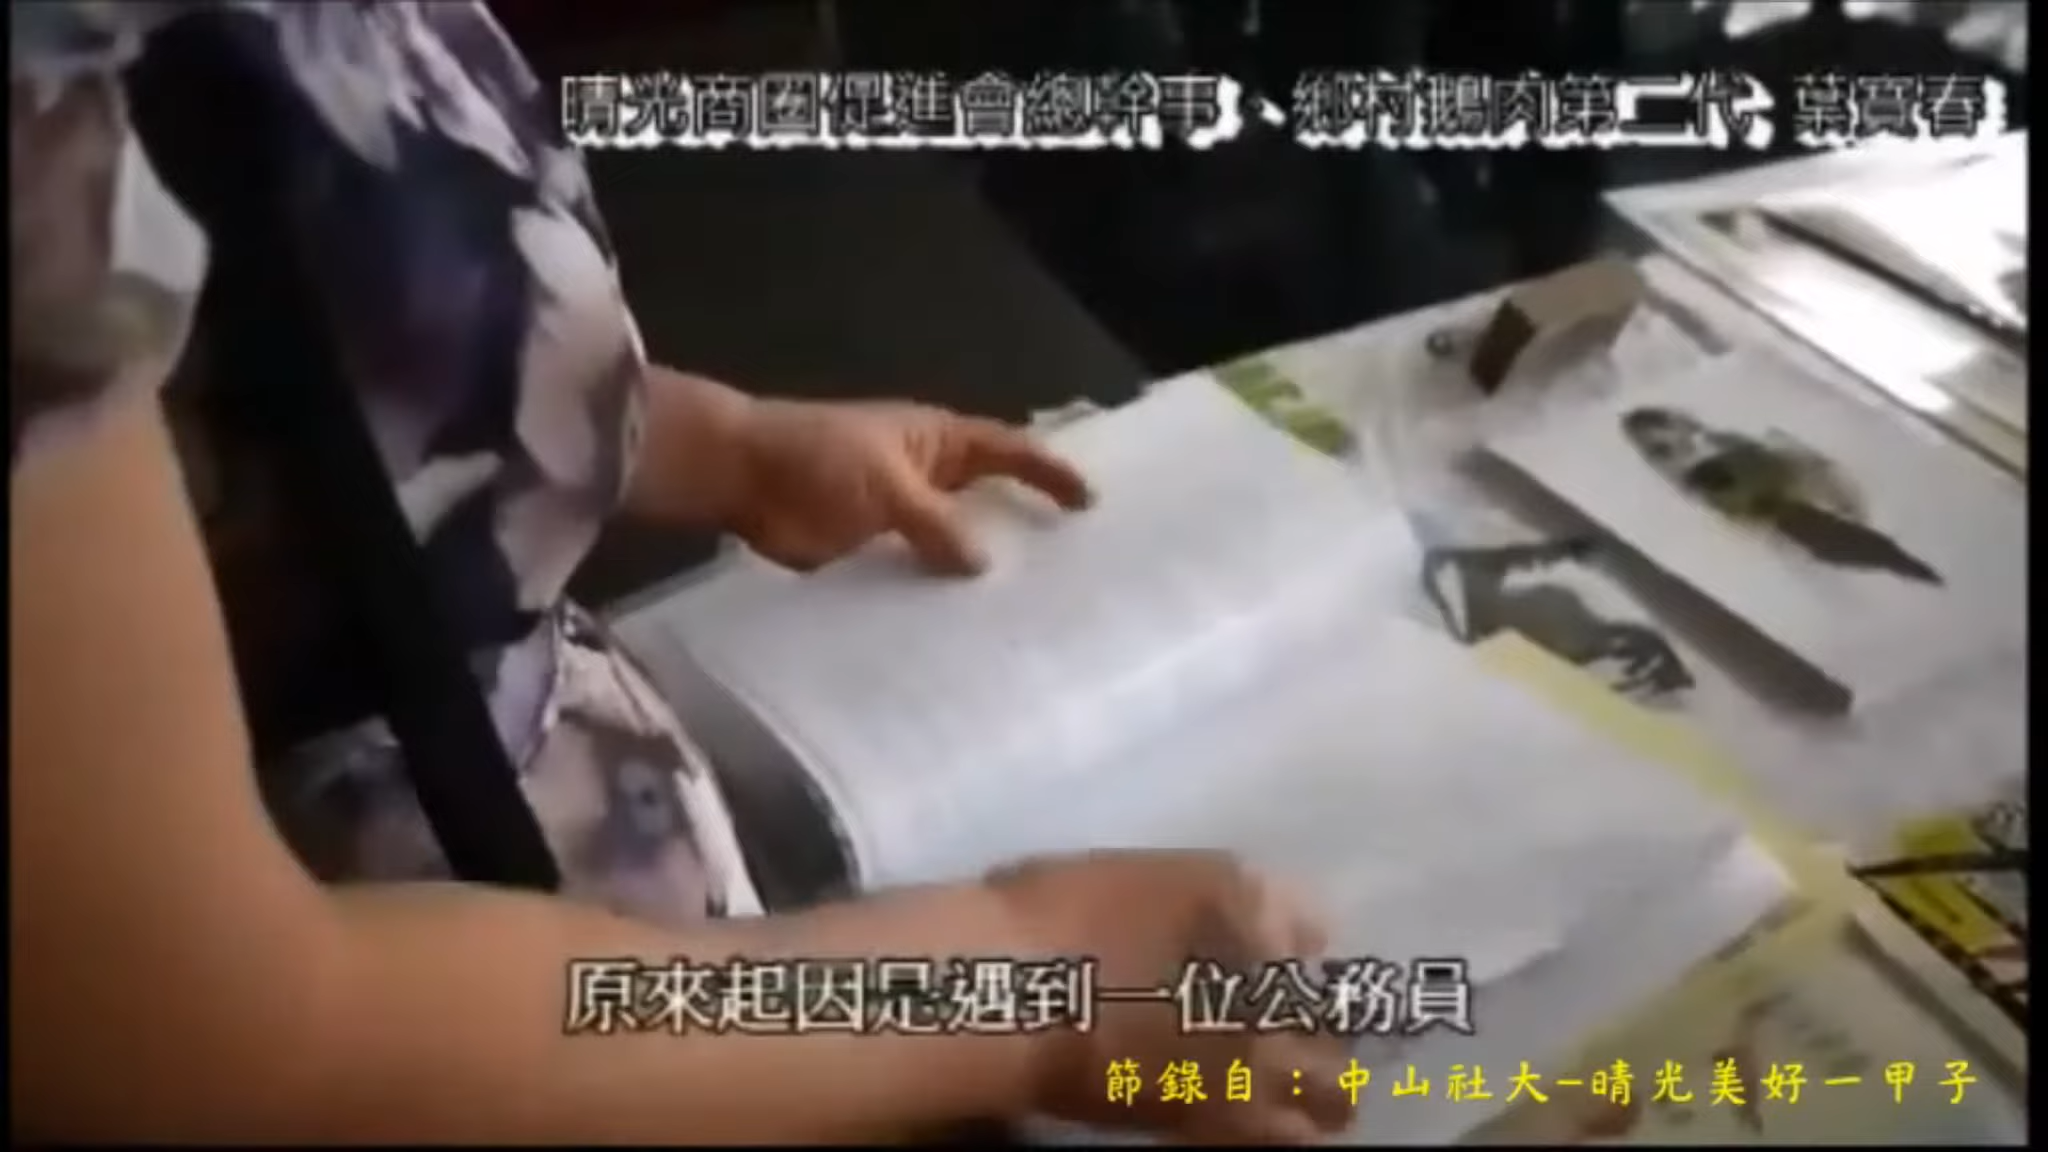 晴光商圈促進會總幹事、鄉村鵝肉第二代 葉寶春
原來起因是遇到一位公務員
節錄自：中山社大-晴光美好一甲子